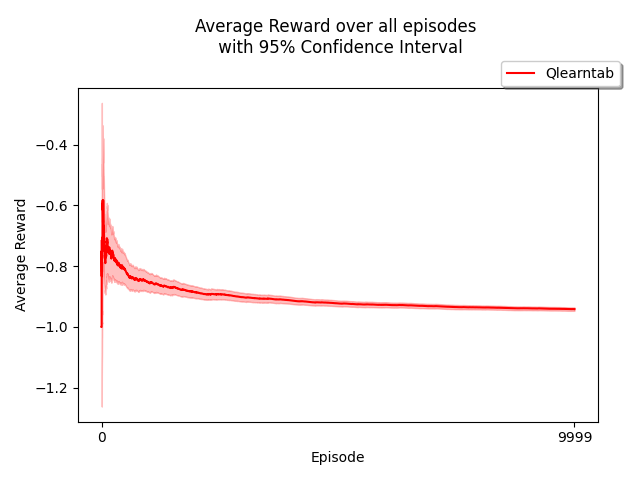 Average Reward over all episodes
with 95% Confidence Interval
Qlearntab
Average Reward
−0.4
−0.6
−0.8
−1.0
−1.2
0
9999
Episode